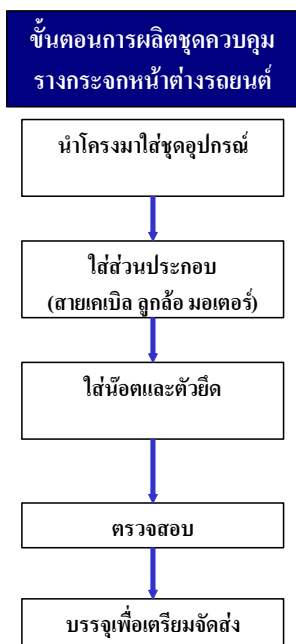 ขั้นตอนการผลิตชุดควบคุม
รางกระจกหน้าต่างรถยนต์
นำโครงมาใส่ชุดอุปกรณ์
ใส่ส่วนประกอบ
(สายเคเบิล ลูกล้อ มอเตอร์)
ใส่น๊อตและตัวยึด
ตรวจสอบ
บรรจุเพื่อเตรียมจัดส่ง